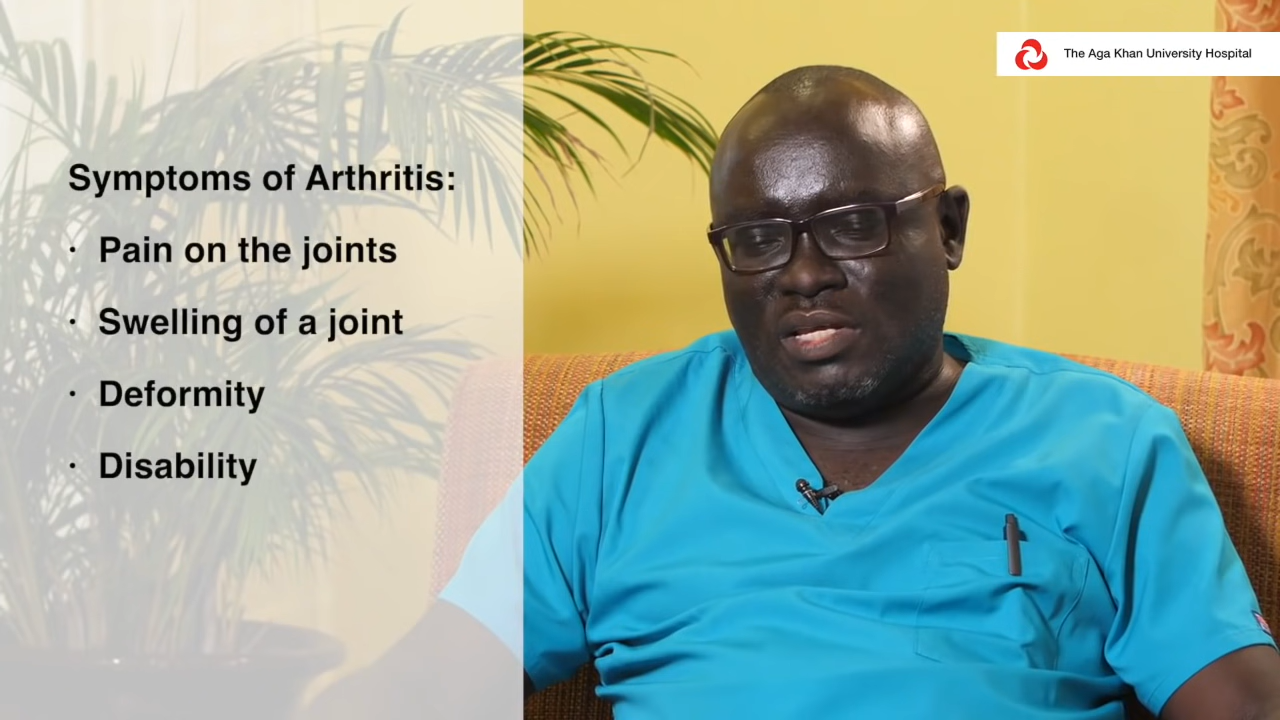 The Aga Khan University Hospital
Symptoms of Arthritis:
· Pain on the joints
· Swelling of a joint
· Deformity
· Disability